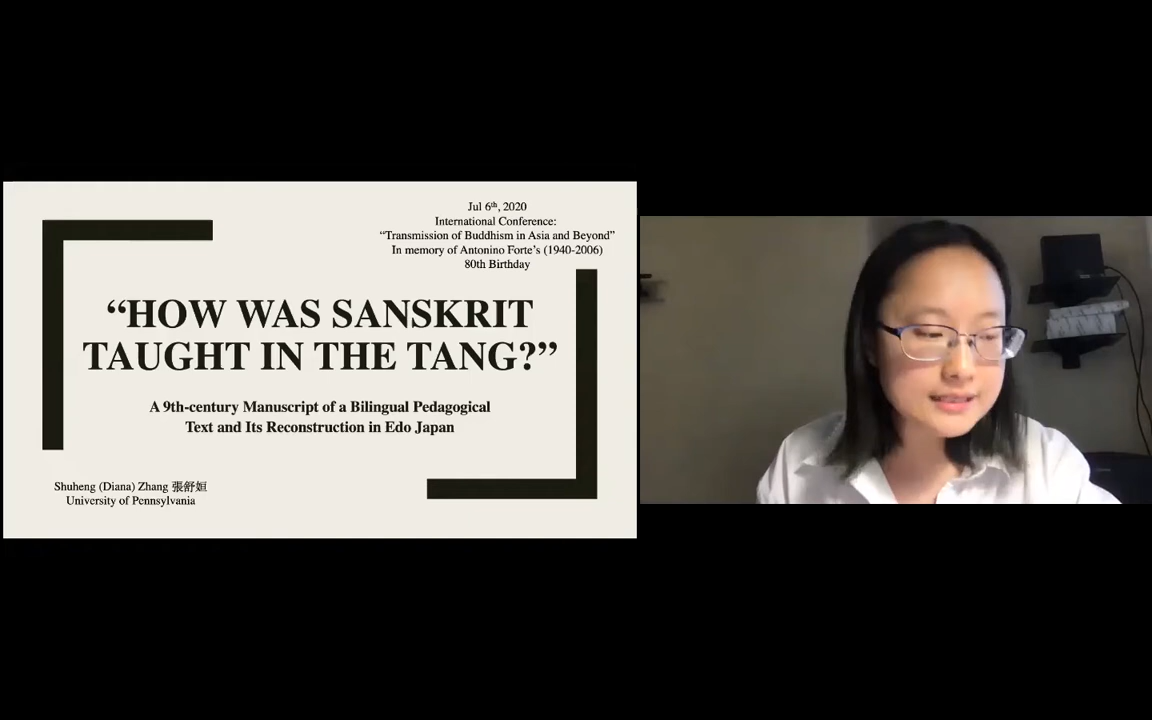 Jul 6th, 2020
International Conference:
“Transmission of Buddhism in Asia and Beyond”
In memory of Antonino Forte’s (1940-2006)
80th Birthday
“HOW WAS SANSKRIT
TAUGHT IN THE TANG?”
A 9th-century Manuscript of a Bilingual Pedagogical
Text and Its Reconstruction in Edo Japan
Shuheng (Diana) Zhang 張舒姮
University of Pennsylvania